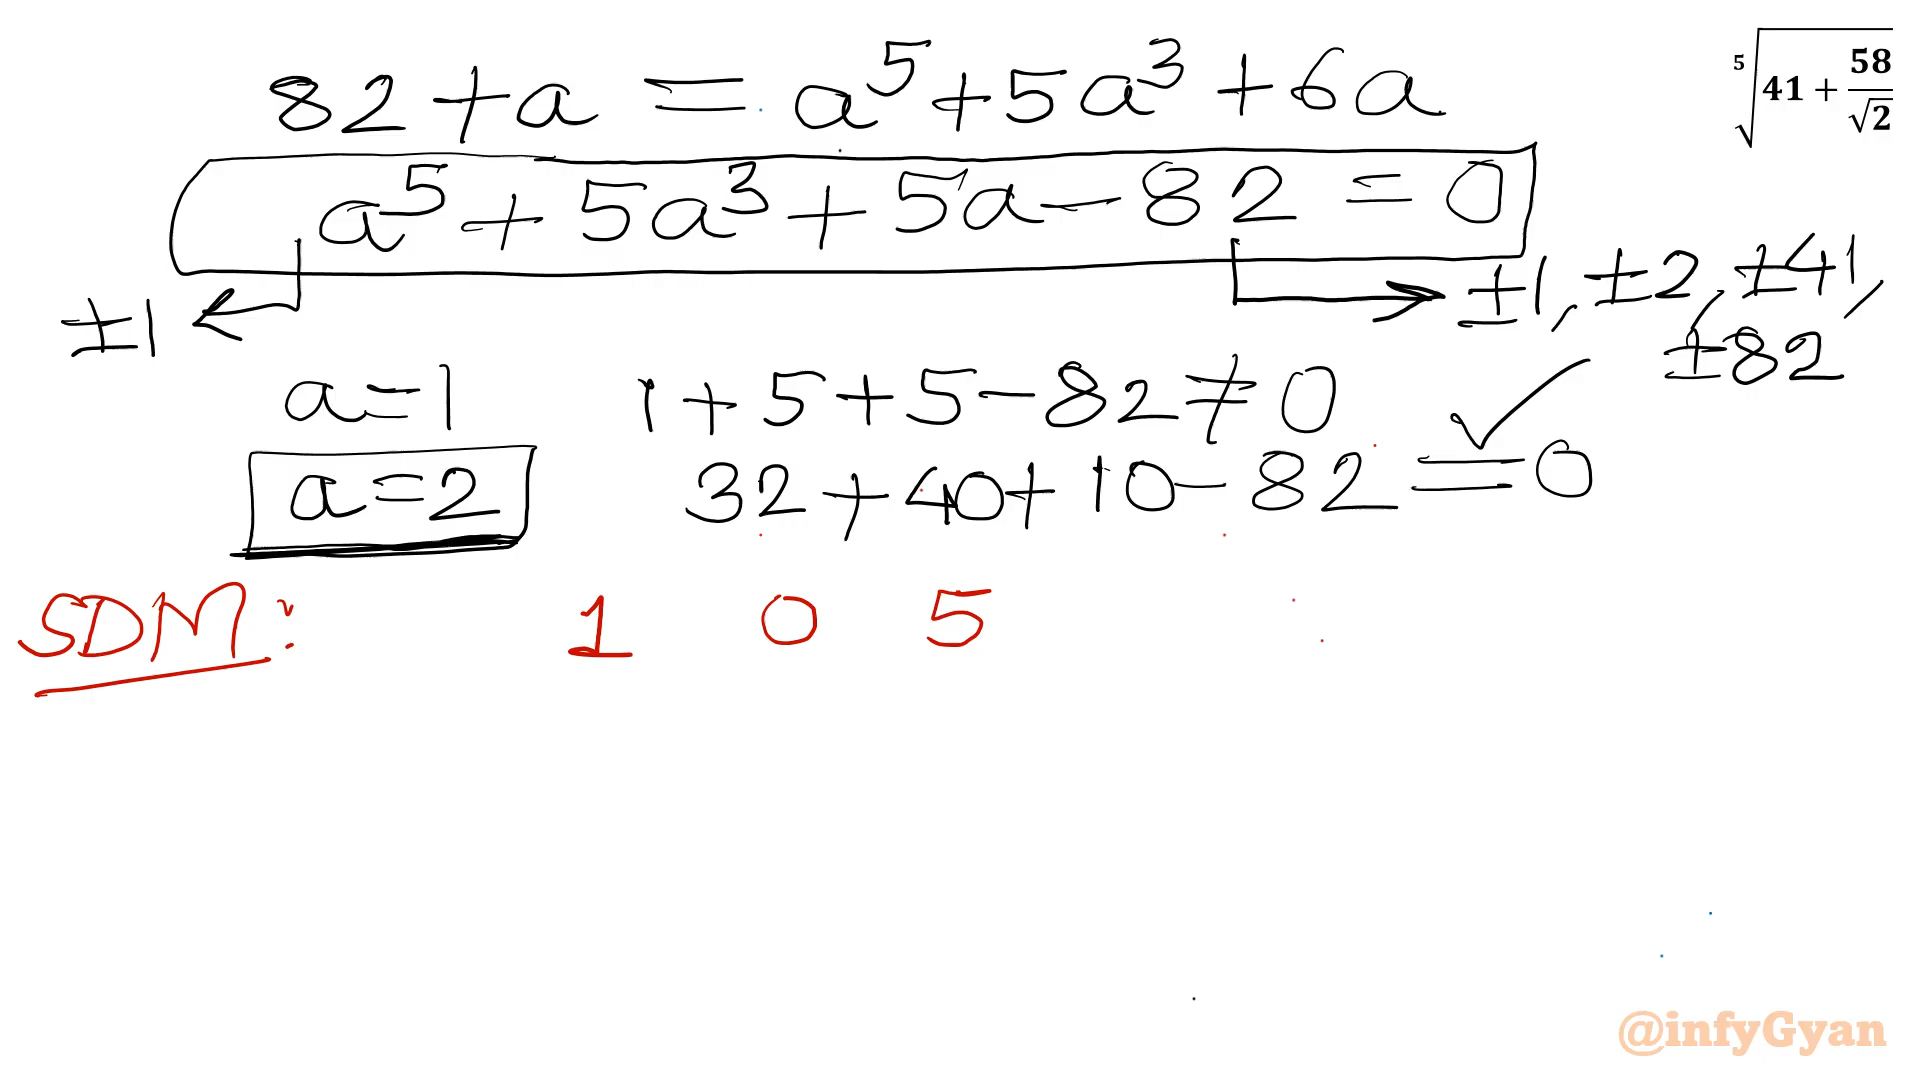 82 + a = a⁵ + 5a³ + 6a
⁵√(41 + 58/√2)
a⁵ + 5a³ + 5a − 82 = 0
±1
±1, ±2, ±41,
±82
a = 1 1 + 5 + 5 − 82 ≠ 0
a = 2 32 + 40 + 10 − 82 = 0 ✓
SDM: 1 0 5
@infyGyan